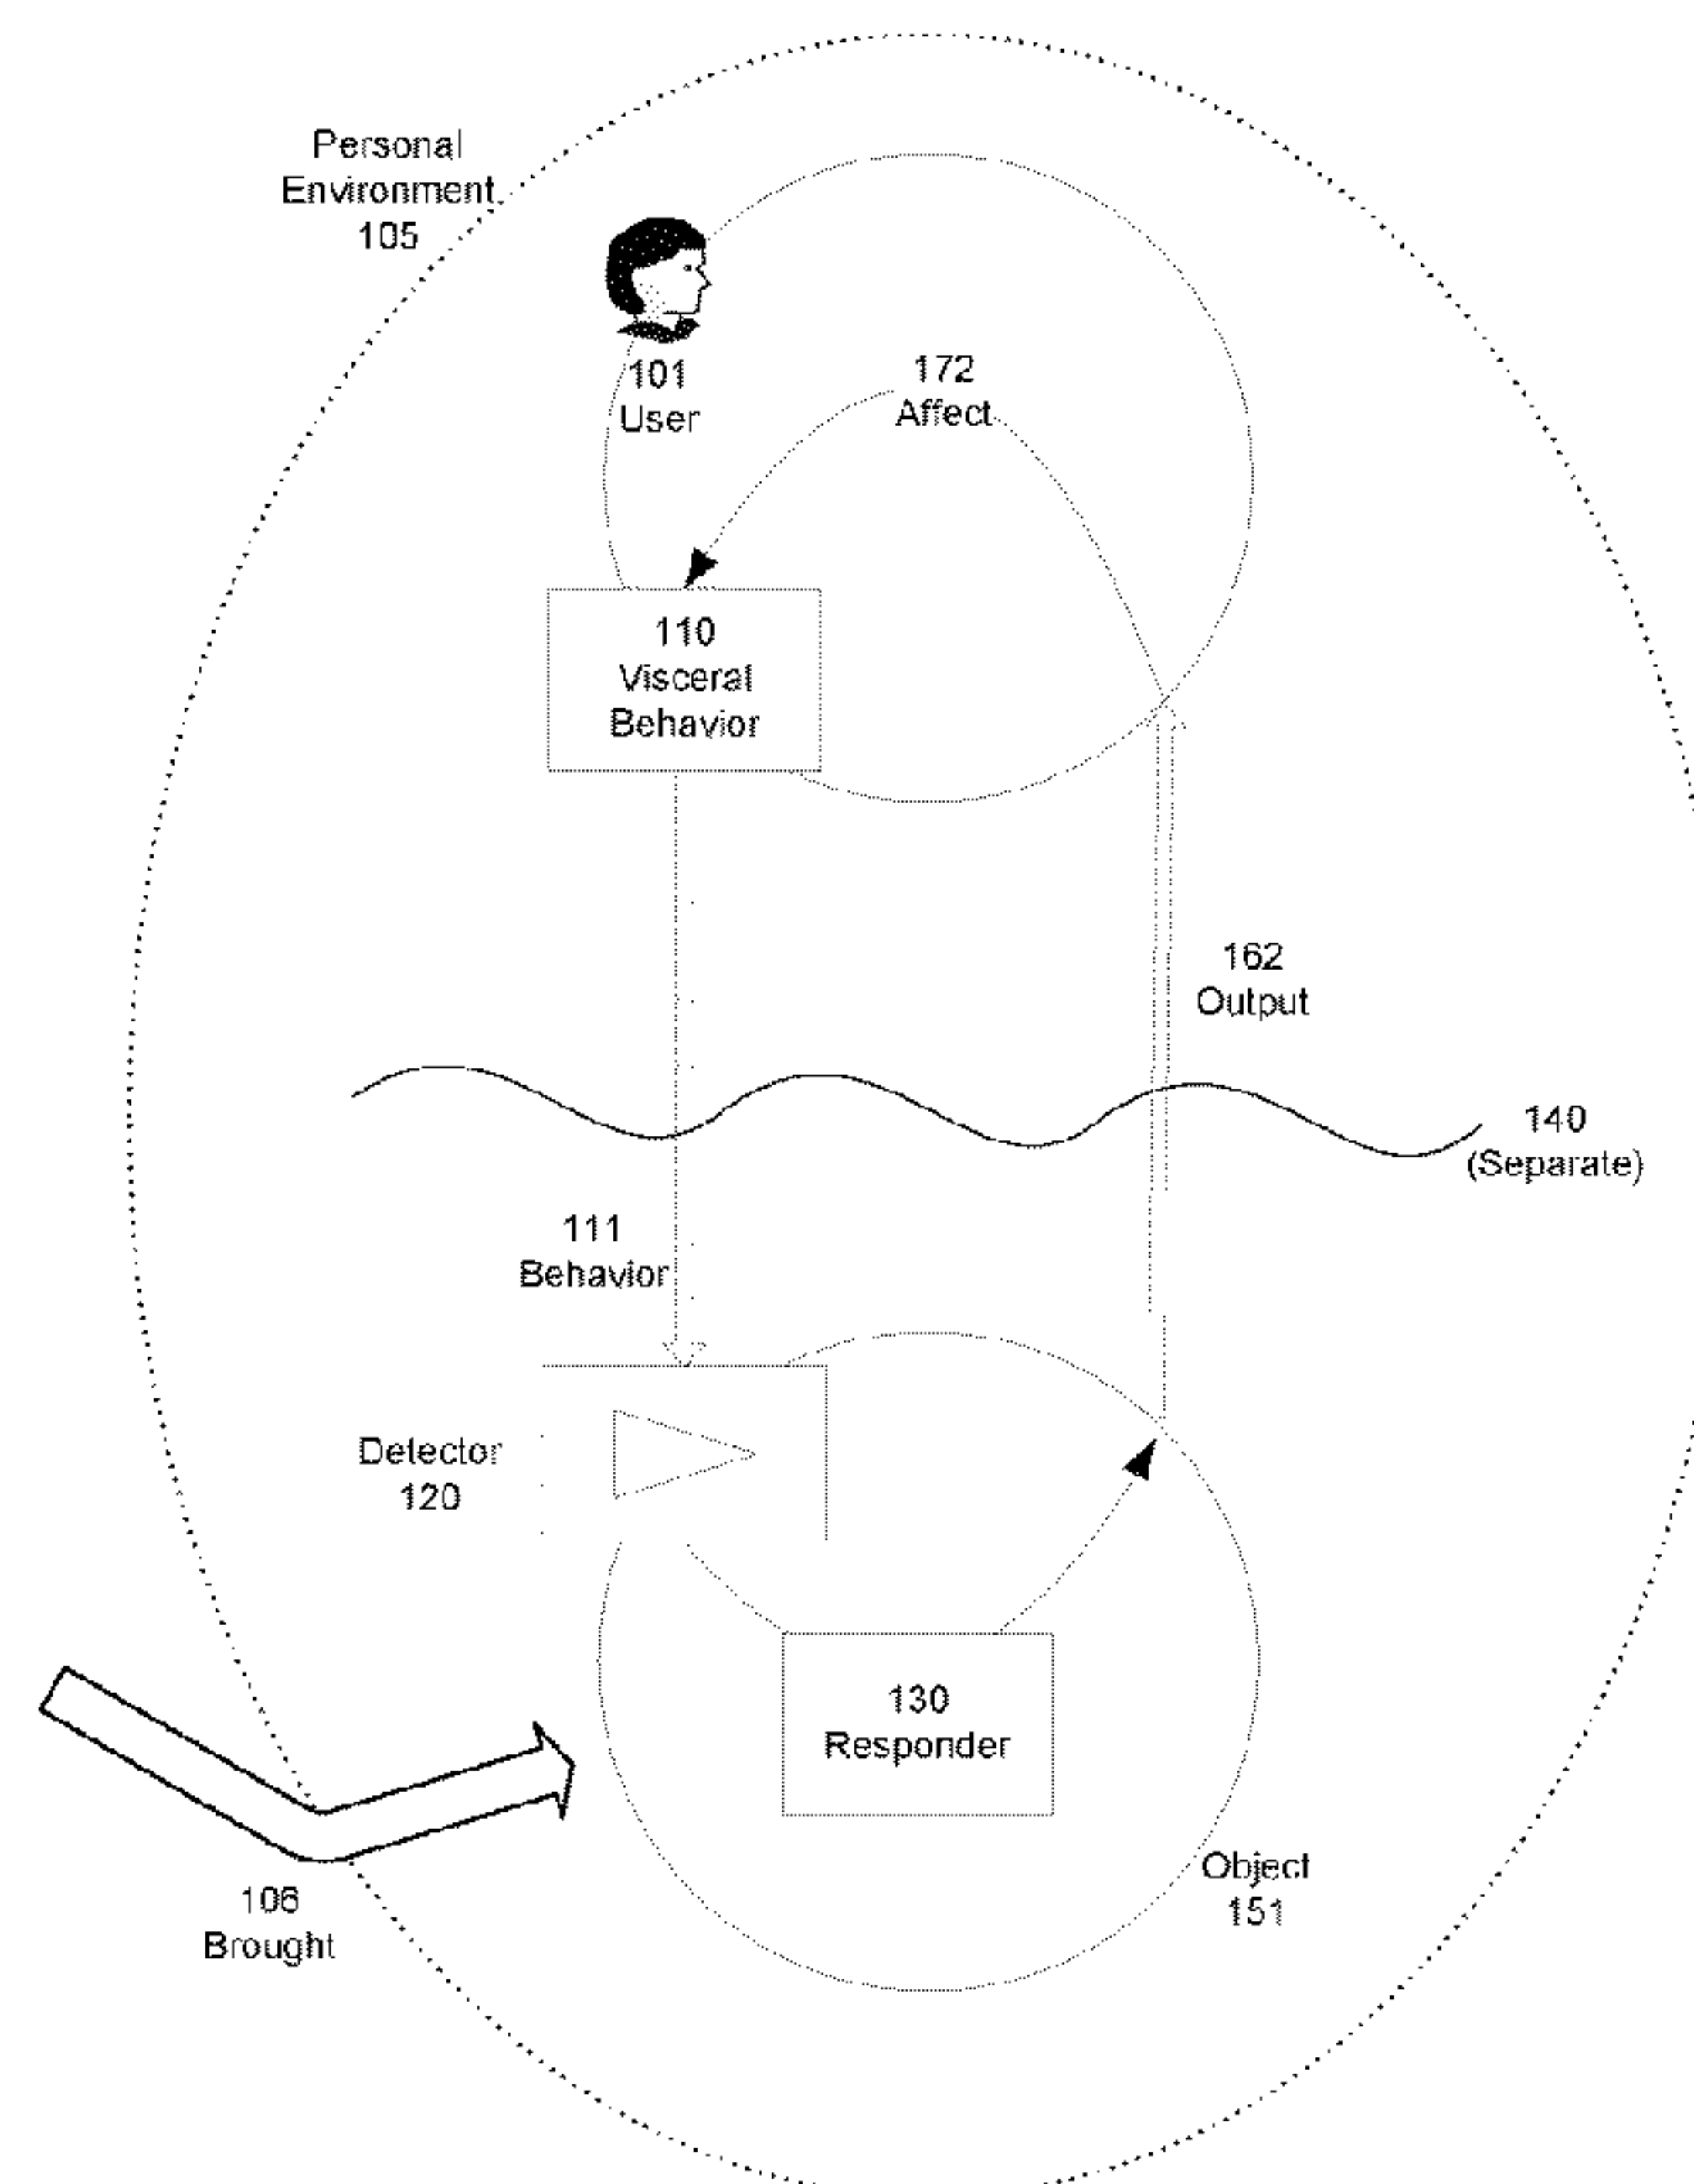 Personal
Environment
105
101
User
172
Affect
110
Visceral
Behavior
162
Output
140
(Separate)
111
Behavior
Detector
120
130
Responder
Object
151
106
Brought